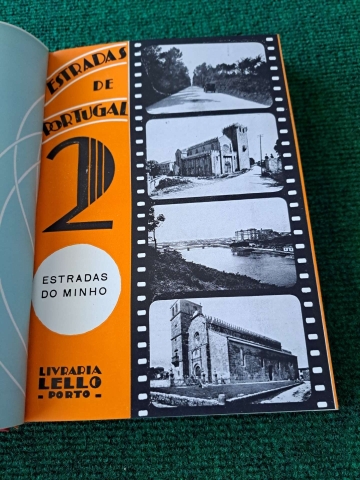 ESTRADAS
DE
PORTUGAL
2
ESTRADAS
DO MINHO
LIVRARIA
LELLO
- PORTO -